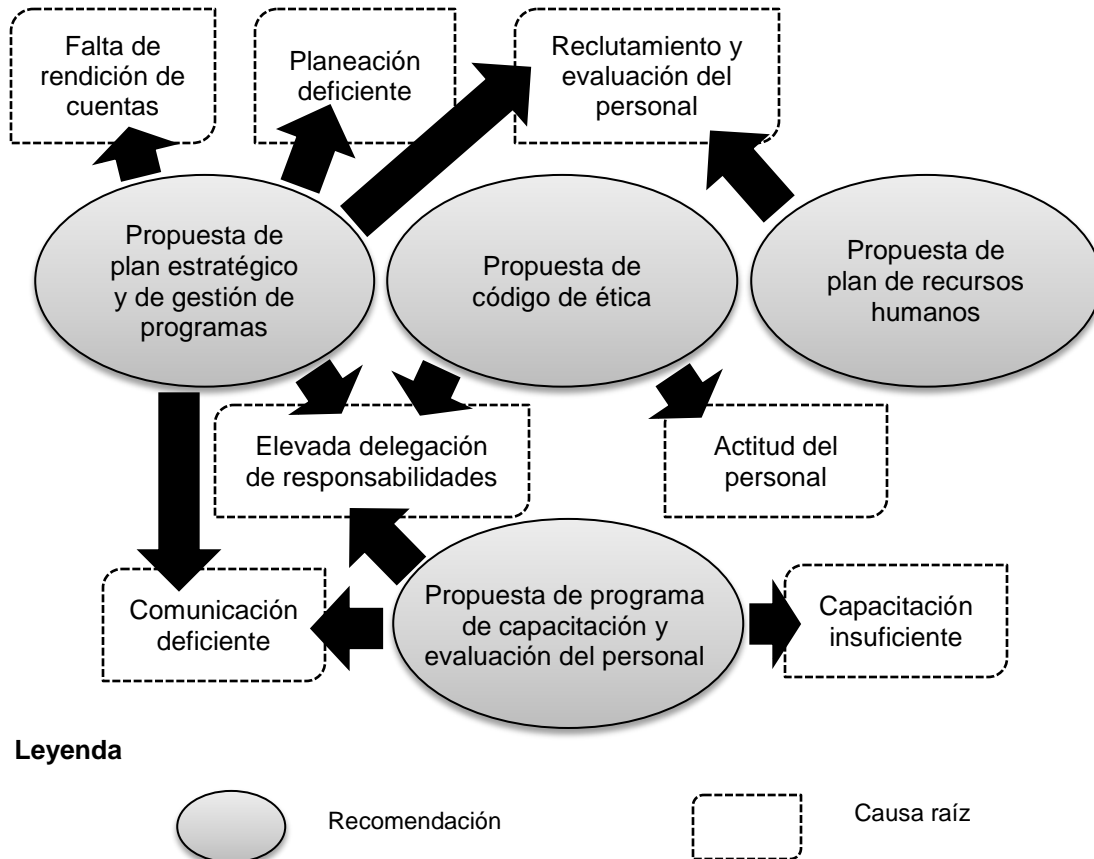 Falta de
rendición de
cuentas
Planeación
deficiente
Reclutamiento y
evaluación del
personal
Propuesta de
plan estratégico
y de gestión de
programas
Propuesta de
código de ética
Propuesta de
plan de recursos
humanos
Elevada delegación
de responsabilidades
Actitud del
personal
Comunicación
deficiente
Propuesta de programa
de capacitación y
evaluación del personal
Capacitación
insuficiente
Leyenda
Recomendación
Causa raíz